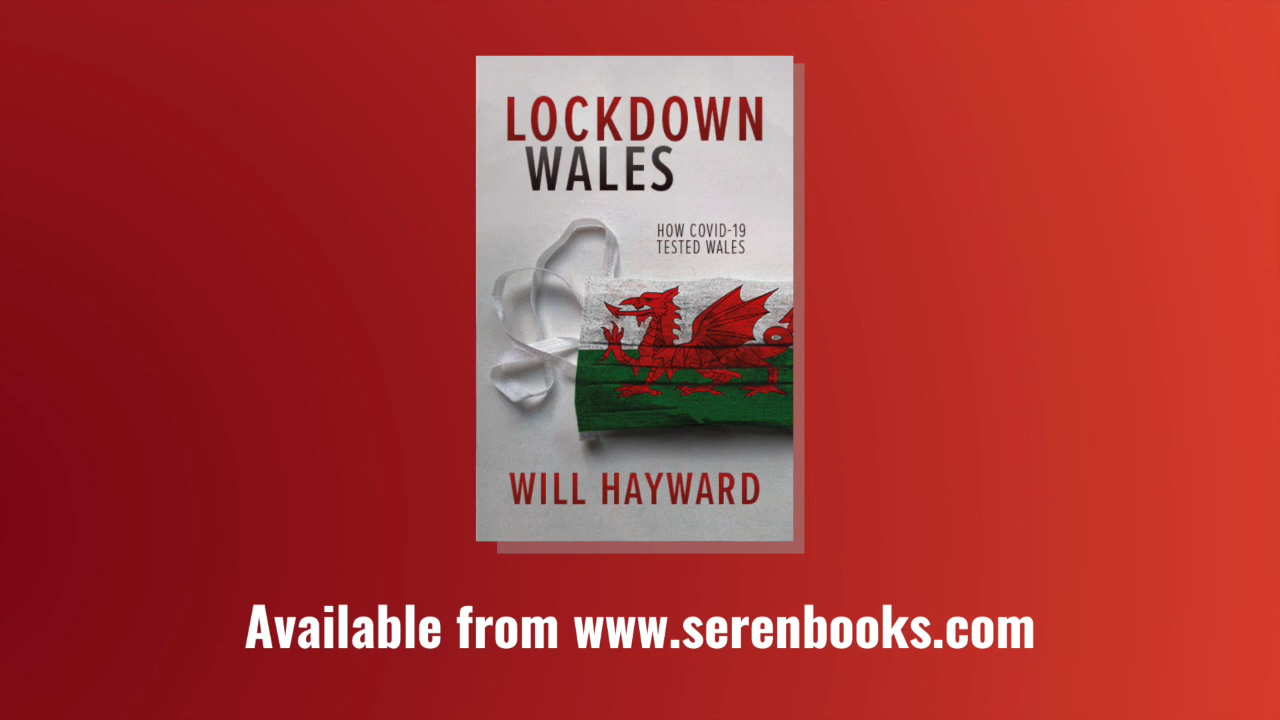 LOCKDOWN
WALES
HOW COVID-19
TESTED WALES
WILL HAYWARD
Available from www.serenbooks.com